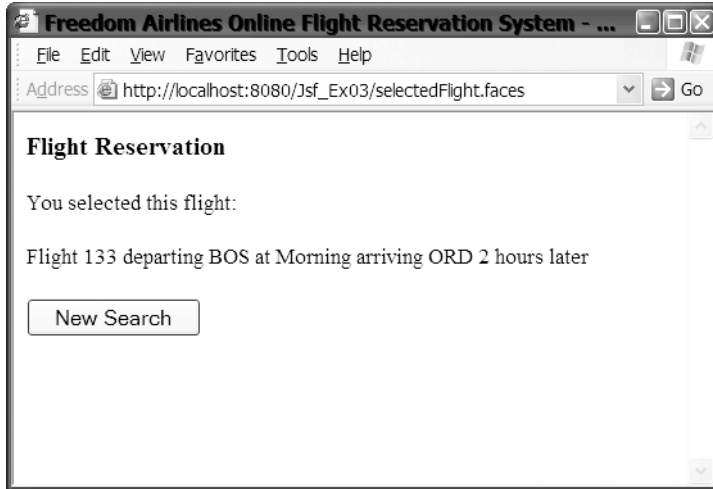 Freedom Airlines Online Flight Reservation System - ...
File Edit View Favorites Tools Help
Address http://localhost:8080/Jsf_Ex03/selectedFlight.faces Go
Flight Reservation
You selected this flight:
Flight 133 departing BOS at Morning arriving ORD 2 hours later
New Search